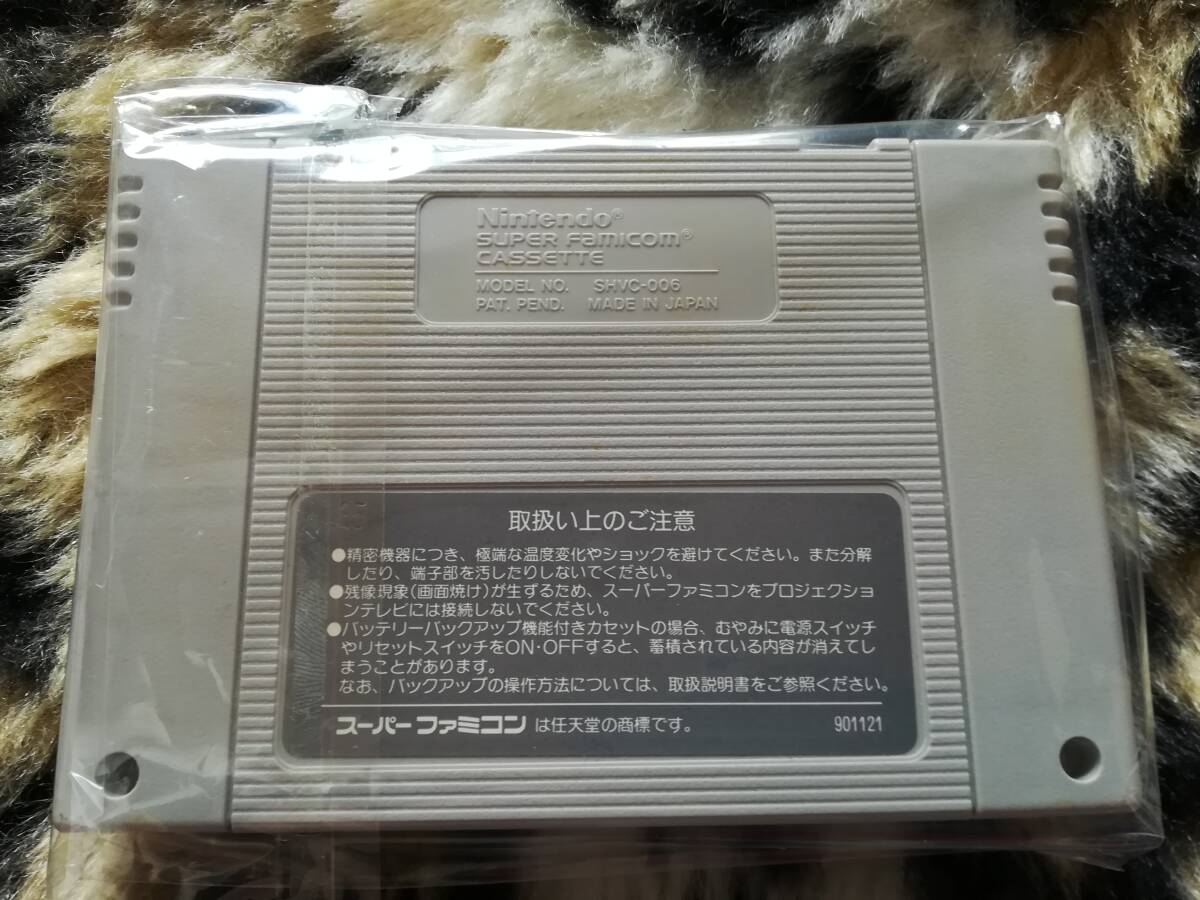 Nintendo®
SUPER FAMICOM®
CASSETTE
MODEL NO. SHVC-006
PAT. PEND. MADE IN JAPAN
取扱い上のご注意
●精密機器につき、極端な温度変化やショックを避けてください。また分解
したり、端子部を汚したりしないでください。
●残像現象(画面焼け)が生ずるため、スーパーファミコンをプロジェクショ
ンテレビには接続しないでください。
●バッテリーバックアップ機能付きカセットの場合、むやみに電源スイッチ
やリセットスイッチをON・OFFすると、蓄積されている内容が消えてし
まうことがあります。
なお、バックアップの操作方法については、取扱説明書をご参照ください。
スーパーファミコン は任天堂の商標です。 901121